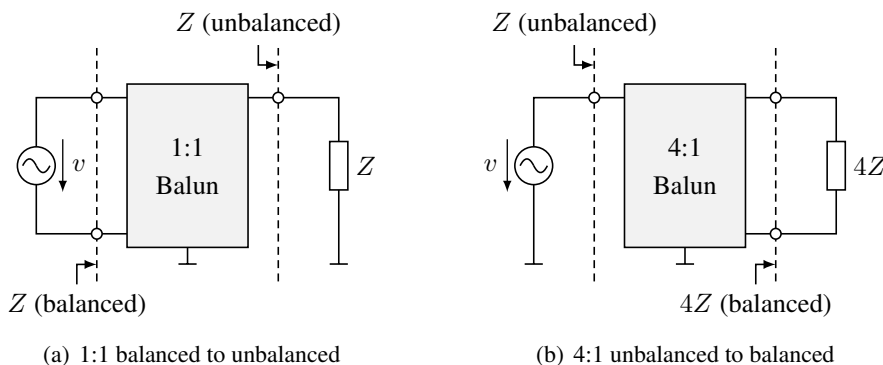 Z (unbalanced)
v
1:1
Balun
Z
Z (balanced)
(a) 1:1 balanced to unbalanced
Z (unbalanced)
v
4:1
Balun
4Z
4Z (balanced)
(b) 4:1 unbalanced to balanced